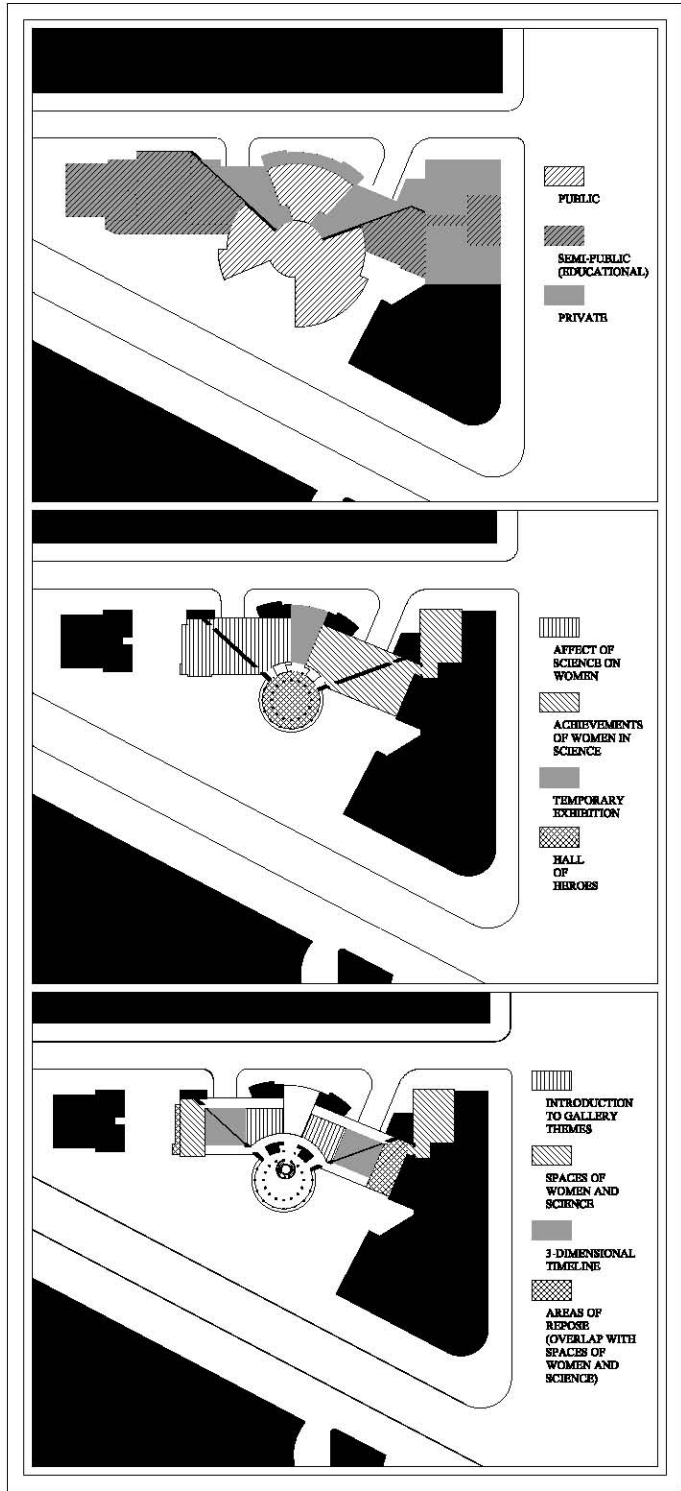 PUBLIC
SEMI-PUBLIC
(EDUCATIONAL)
PRIVATE
AFFECT OF
SCIENCE ON
WOMEN
ACHIEVEMENTS
OF WOMEN IN
SCIENCE
TEMPORARY
EXHIBITION
HALL
OF
HEROES
INTRODUCTION
TO GALLERY
THEMES
SPACES OF
WOMEN AND
SCIENCE
3-DIMENSIONAL
TIMELINE
AREAS OF
REPOSE
(OVERLAP WITH
SPACES OF
WOMEN AND
SCIENCE)